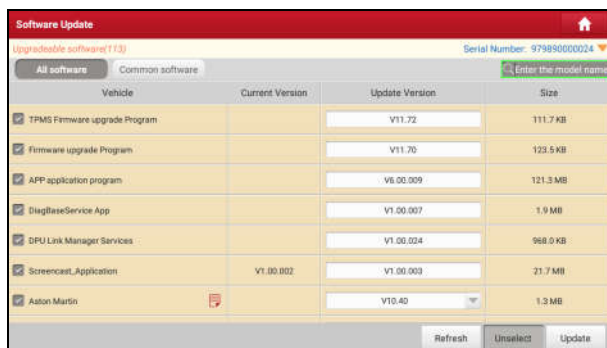 Software Update
Upgradeable software(113)
Serial Number: 979890000024
All software
Common software
Enter the model name
Vehicle Current Version Update Version Size
TPMS Firmware upgrade Program V11.72 111.7 KB
Firmware upgrade Program V11.70 123.5 KB
APP application program V6.00.009 121.3 MB
DiagBaseService App V1.00.007 1.9 MB
DPU Link Manager Services V1.00.024 968.0 KB
Screencast_Application V1.00.002 V1.00.003 21.7 MB
Aston Martin V10.40 1.3 MB
Refresh Unselect Update